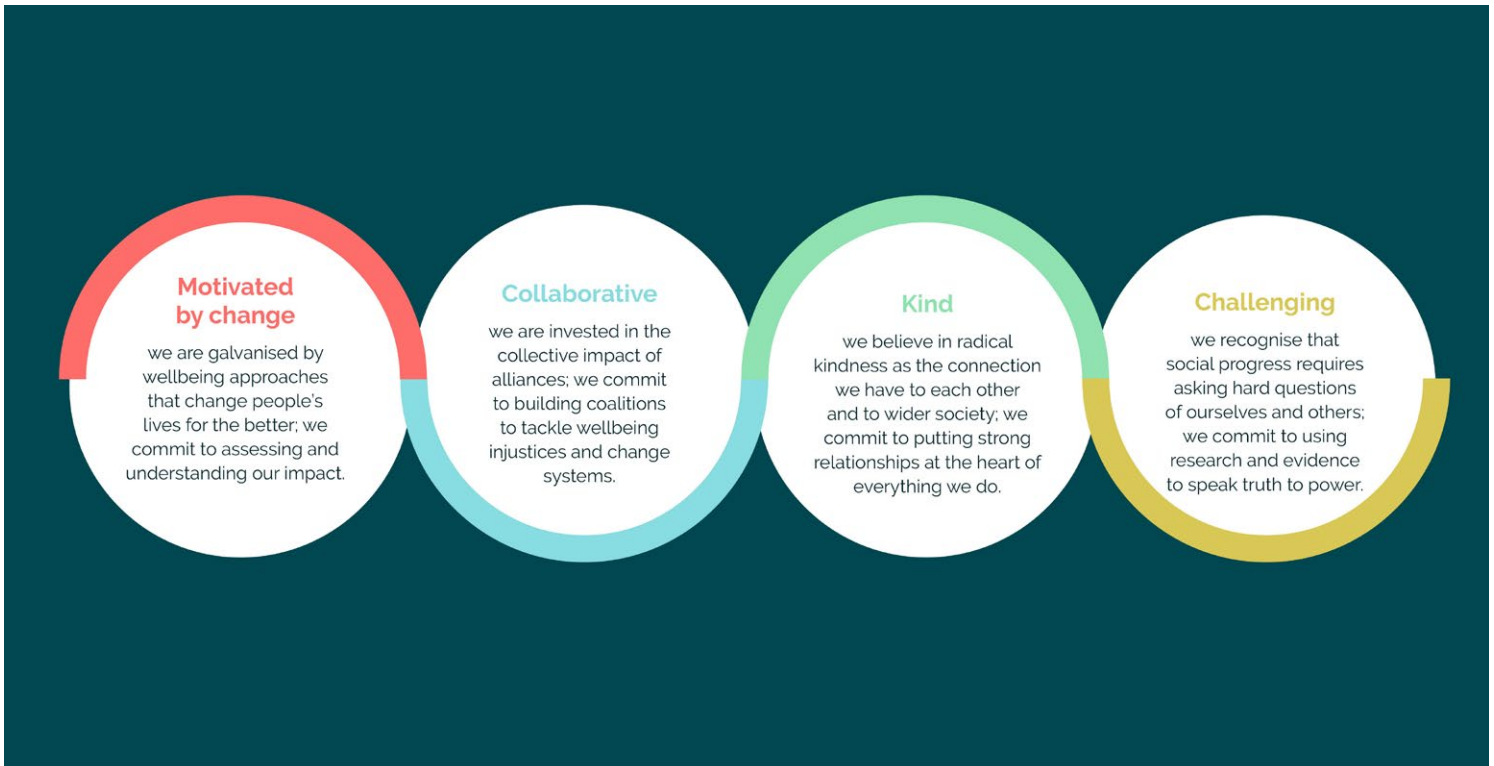 Motivated
by change
we are galvanised by
wellbeing approaches
that change people's
lives for the better; we
commit to assessing and
understanding our impact.
Collaborative
we are invested in the
collective impact of
alliances; we commit
to building coalitions
to tackle wellbeing
injustices and change
systems.
Kind
we believe in radical
kindness as the connection
we have to each other
and to wider society; we
commit to putting strong
relationships at the heart of
everything we do.
Challenging
we recognise that
social progress requires
asking hard questions
of ourselves and others;
we commit to using
research and evidence
to speak truth to power.